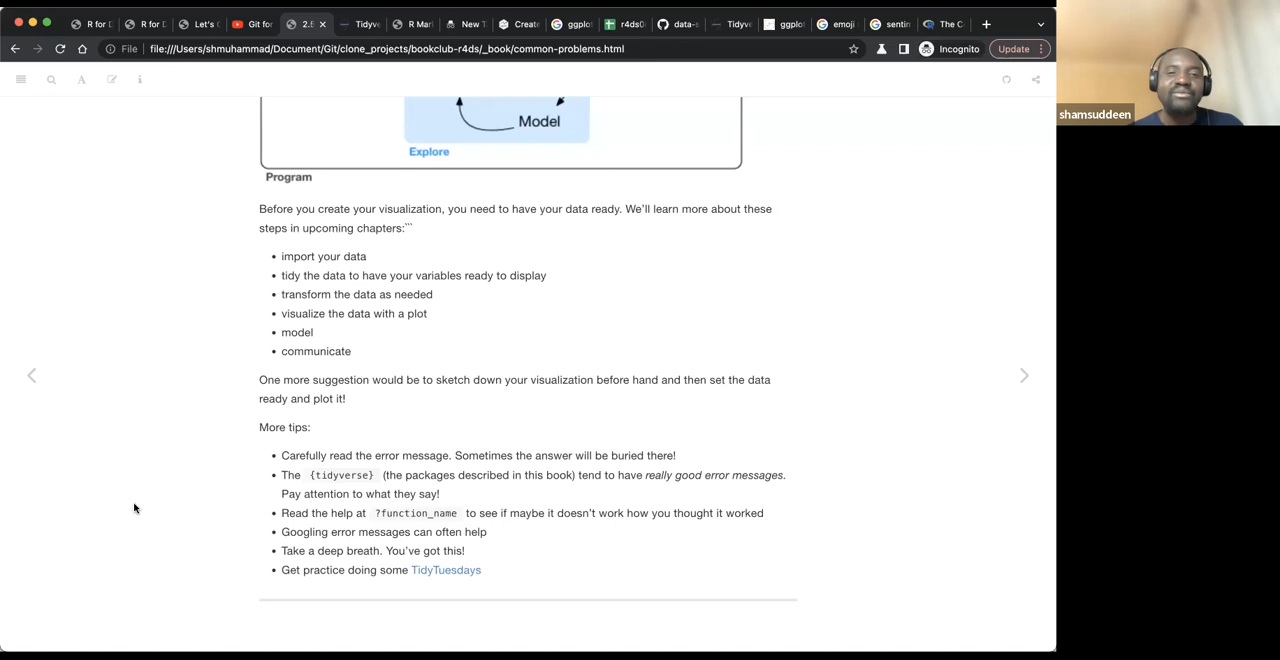 R for D
R for D
Let's C
Git for
2.E
Tidyve
R Marl
New T
Create
ggplo
r4ds0
data-s
Tidyve
ggplot
emoji
sentin
The C
File
file:///Users/shmuhammad/Document/Git/clone_projects/bookclub-r4ds/_book/common-problems.html
Incognito
Update
A
i
Model
Explore
Program
Before you create your visualization, you need to have your data ready. We'll learn more about these
steps in upcoming chapters:```
• import your data
• tidy the data to have your variables ready to display
• transform the data as needed
• visualize the data with a plot
• model
• communicate
One more suggestion would be to sketch down your visualization before hand and then set the data
ready and plot it!
More tips:
• Carefully read the error message. Sometimes the answer will be buried there!
• The {tidyverse} (the packages described in this book) tend to have really good error messages.
Pay attention to what they say!
• Read the help at ?function_name to see if maybe it doesn't work how you thought it worked
• Googling error messages can often help
• Take a deep breath. You've got this!
• Get practice doing some TidyTuesdays
shamsuddeen